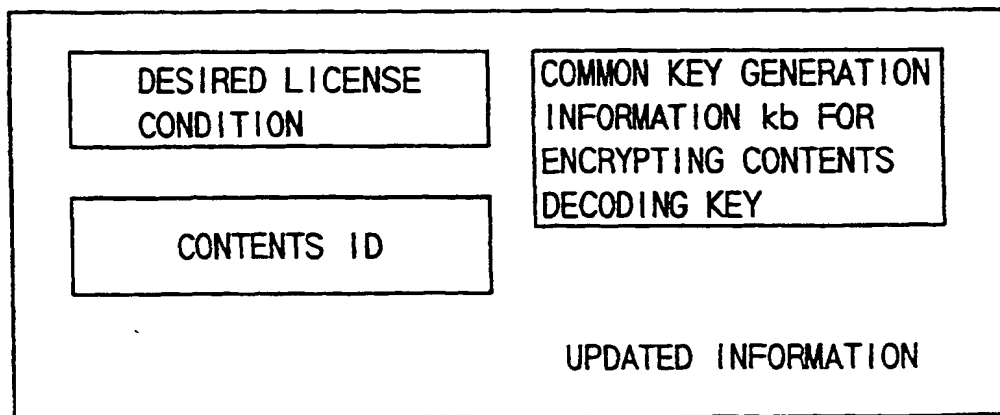 DESIRED LICENSE
CONDITION
COMMON KEY GENERATION
INFORMATION kb FOR
ENCRYPTING CONTENTS
DECODING KEY
CONTENTS ID
UPDATED INFORMATION